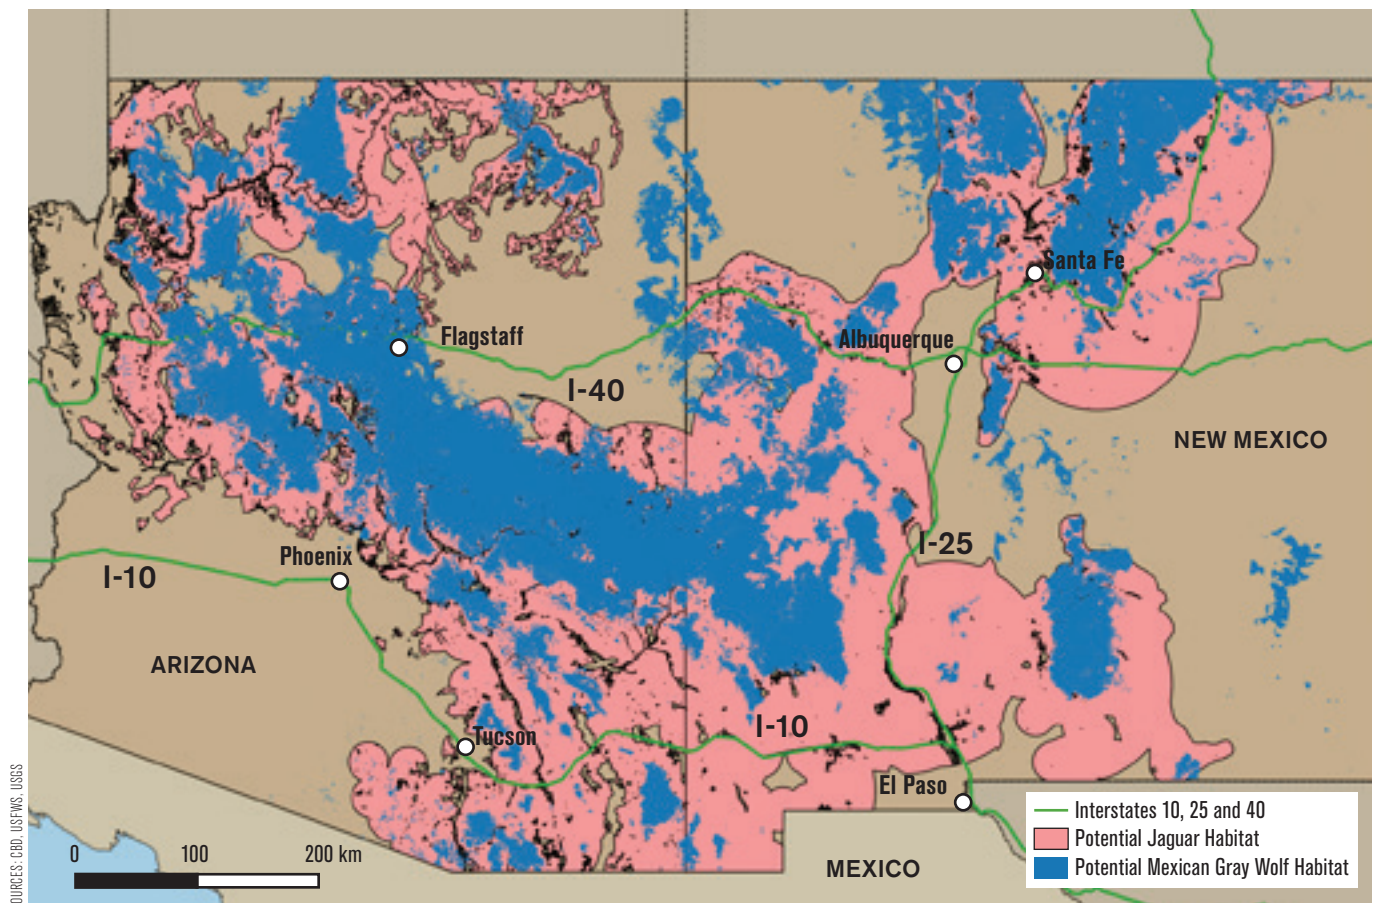 Santa Fe
Flagstaff
Albuquerque
I-40
NEW MEXICO
I-25
Phoenix
I-10
ARIZONA
I-10
Tucson
El Paso
MEXICO
0 100 200 km
Interstates 10, 25 and 40
Potential Jaguar Habitat
Potential Mexican Gray Wolf Habitat
OURCES: CBD, USFWS, USGS